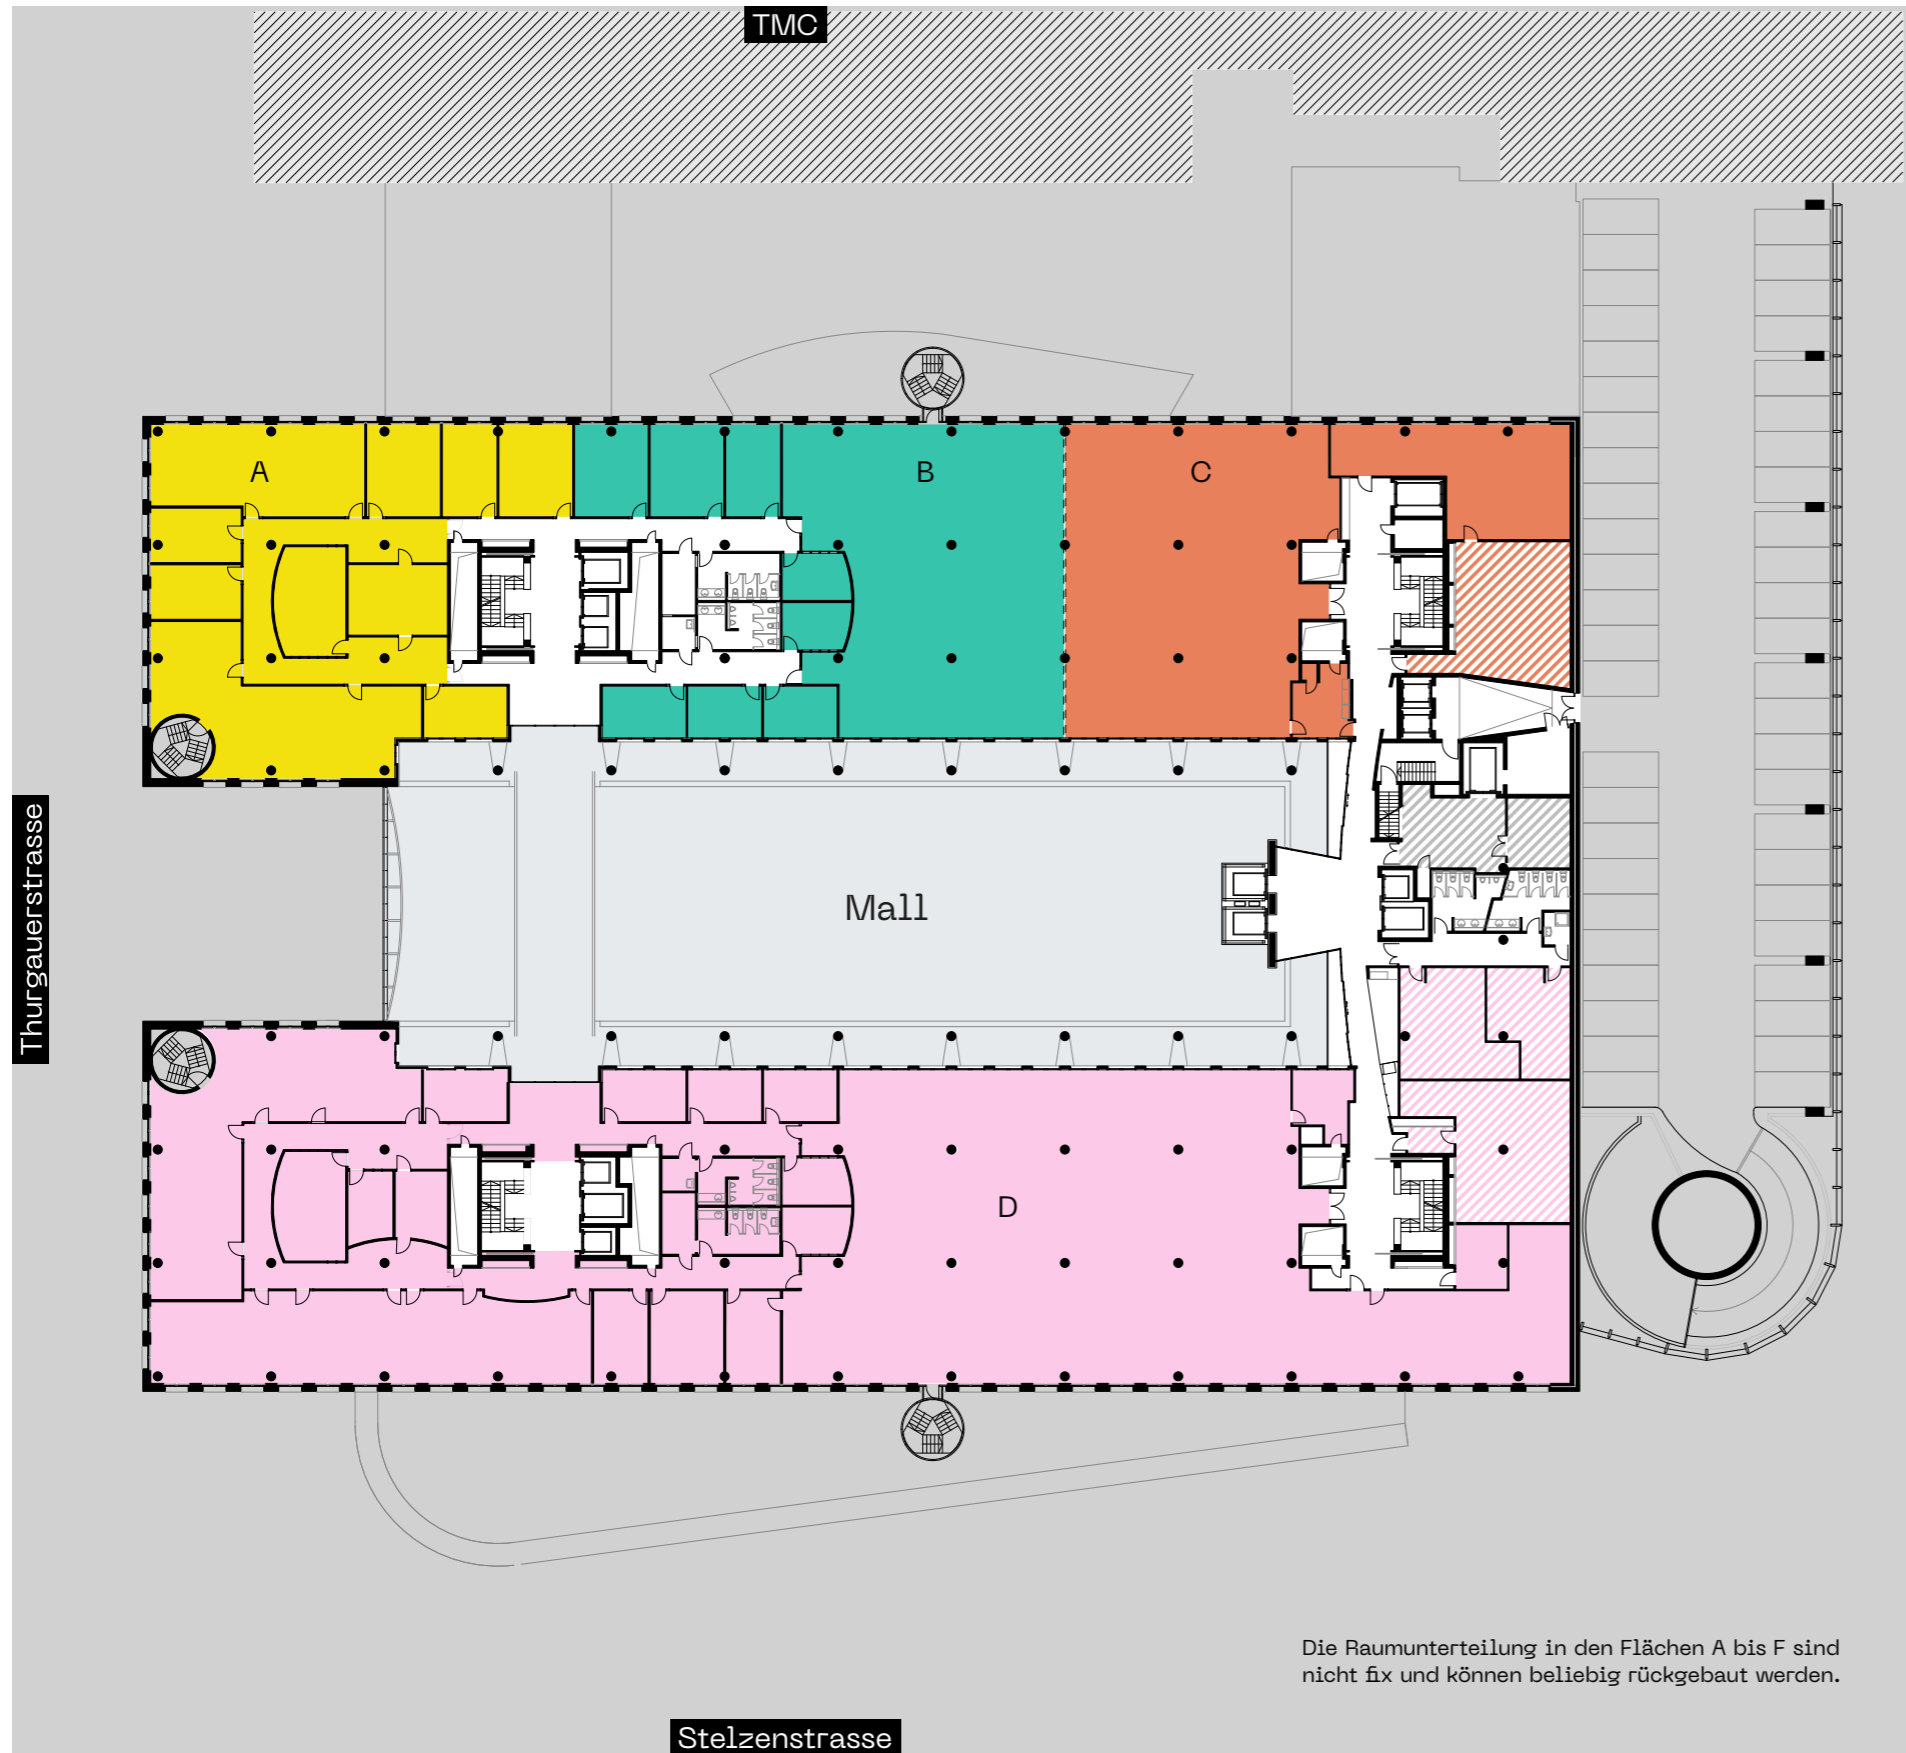 TMC
A
B
C
Thurgauerstrasse
Mall
D
Die Raumunterteilung in den Flächen A bis F sind
nicht fix und können beliebig rückgebaut werden.
Stelzenstrasse